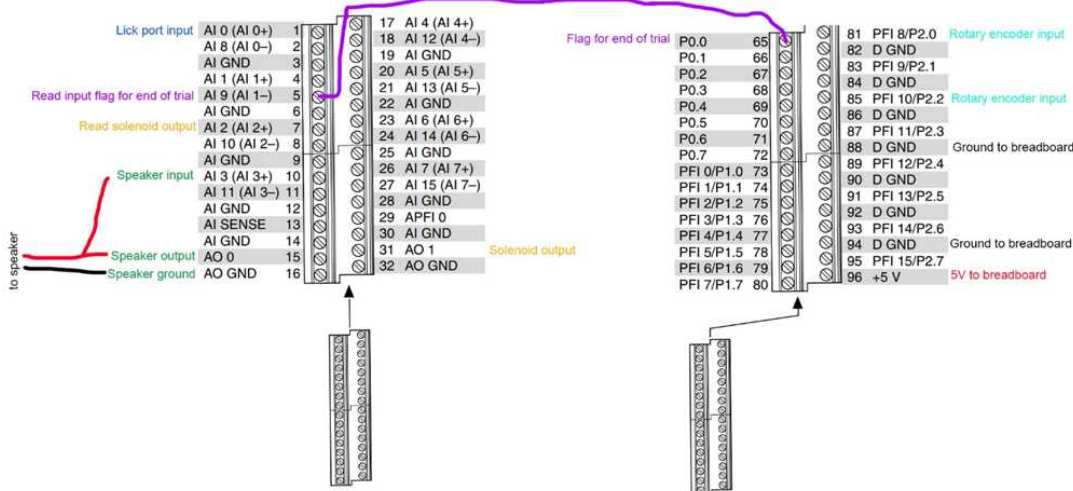 Lick port input AI 0 (AI 0+) 1
AI 8 (AI 0–) 2
AI GND 3
AI 1 (AI 1+) 4
Read input flag for end of trial AI 9 (AI 1–) 5
AI GND 6
Read solenoid output AI 2 (AI 2+) 7
AI 10 (AI 2–) 8
AI GND 9
Speaker input AI 3 (AI 3+) 10
AI 11 (AI 3–) 11
AI GND 12
AI SENSE 13
AI GND 14
Speaker output AO 0 15
Speaker ground AO GND 16
to speaker
17 AI 4 (AI 4+)
18 AI 12 (AI 4–)
19 AI GND
20 AI 5 (AI 5+)
21 AI 13 (AI 5–)
22 AI GND
23 AI 6 (AI 6+)
24 AI 14 (AI 6–)
25 AI GND
26 AI 7 (AI 7+)
27 AI 15 (AI 7–)
28 AI GND
29 APFI 0
30 AI GND
31 AO 1 Solenoid output
32 AO GND
Flag for end of trial P0.0 65
P0.1 66
P0.2 67
P0.3 68
P0.4 69
P0.5 70
P0.6 71
P0.7 72
PFI 0/P1.0 73
PFI 1/P1.1 74
PFI 2/P1.2 75
PFI 3/P1.3 76
PFI 4/P1.4 77
PFI 5/P1.5 78
PFI 6/P1.6 79
PFI 7/P1.7 80
81 PFI 8/P2.0 Rotary encoder input
82 D GND
83 PFI 9/P2.1
84 D GND
85 PFI 10/P2.2 Rotary encoder input
86 D GND
87 PFI 11/P2.3
88 D GND Ground to breadboard
89 PFI 12/P2.4
90 D GND
91 PFI 13/P2.5
92 D GND
93 PFI 14/P2.6
94 D GND Ground to breadboard
95 PFI 15/P2.7
96 +5 V 5V to breadboard